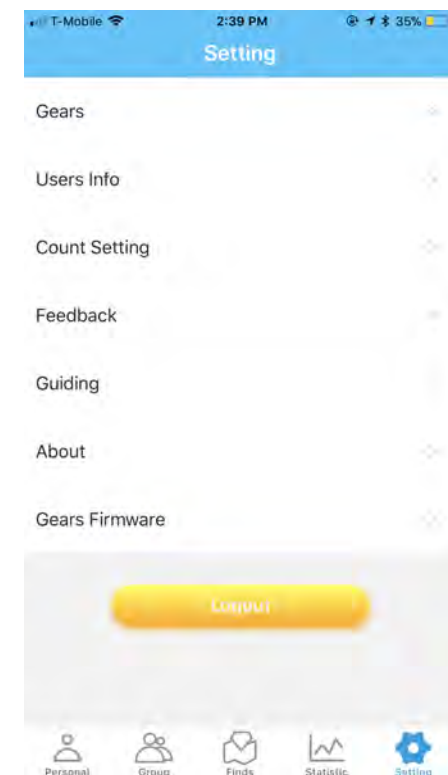 T-Mobile 2:39 PM 35%
Setting
Gears
Users Info
Count Setting
Feedback
Guiding
About
Gears Firmware
Logout
Personal Group Finds Statistic Setting